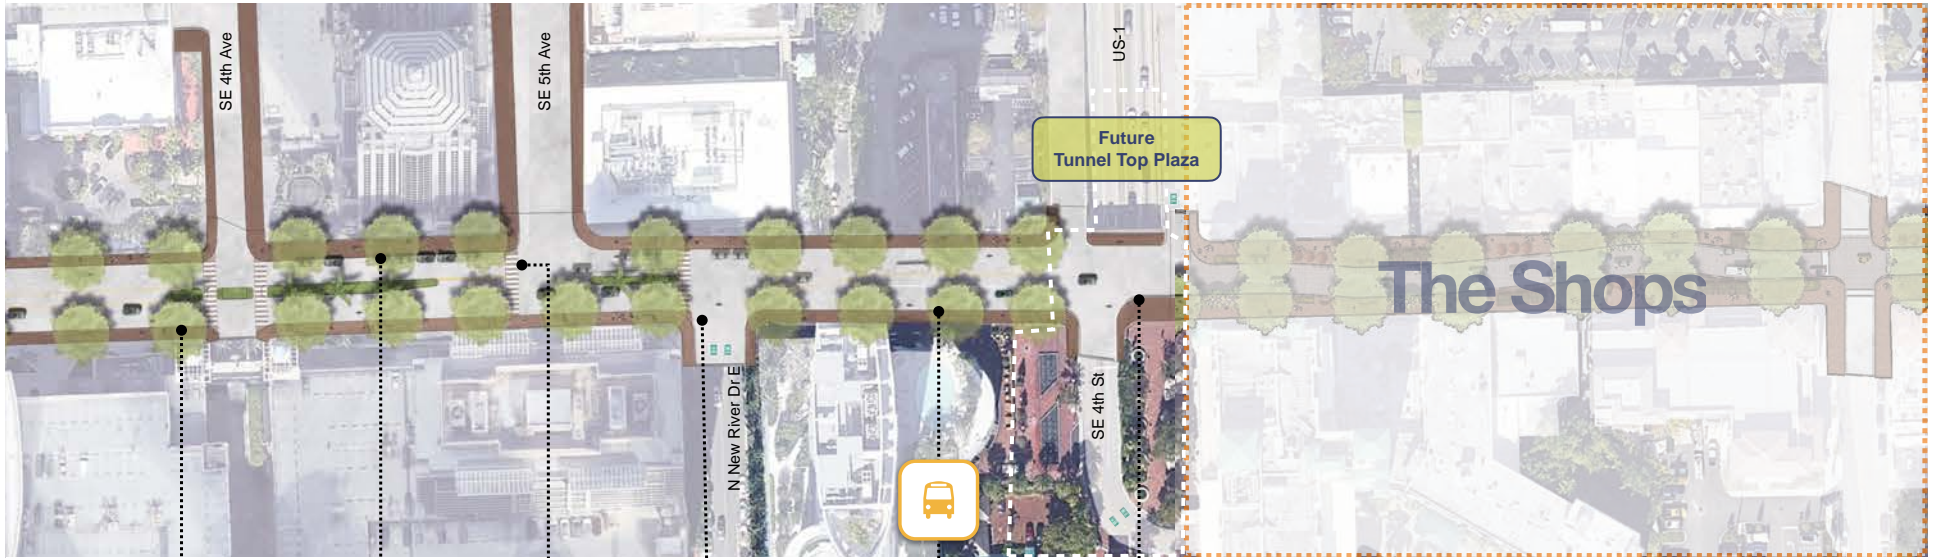 SE 4th Ave
SE 5th Ave
US-1
Future
Tunnel Top Plaza
The Shops
N New River Dr E
SE 4th St